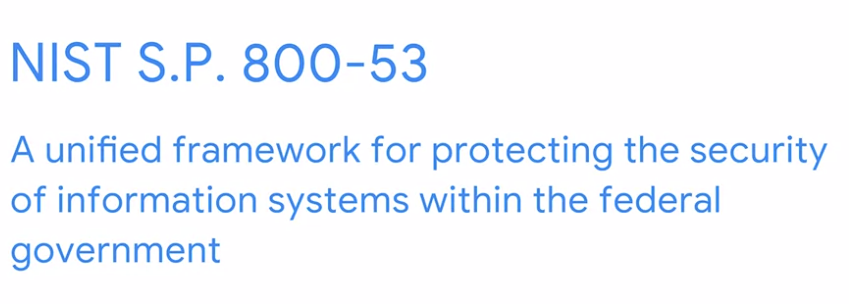 NIST S.P. 800-53
A unified framework for protecting the security
of information systems within the federal
government